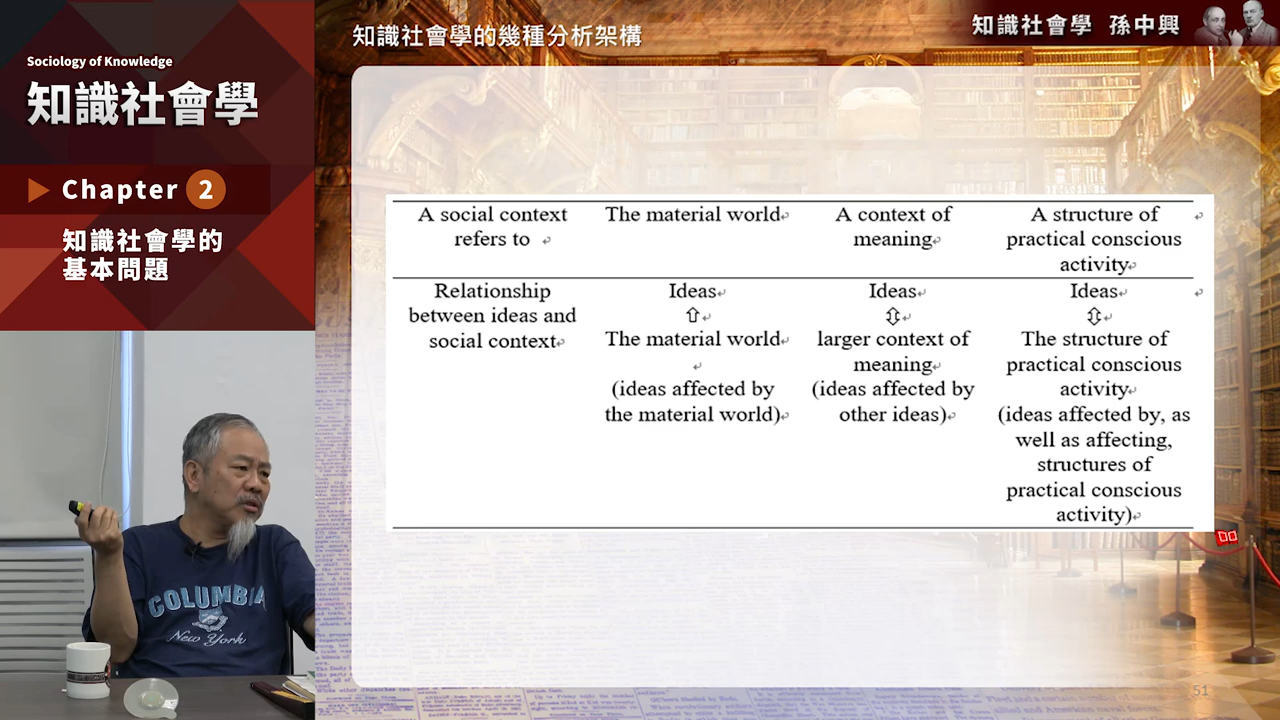 Sociology of Knowledge
知識社會學
Chapter 2
知識社會學的
基本問題
知識社會學的幾種分析架構
知識社會學 孫中興
A social context
refers to
The material world
A context of
meaning
A structure of
practical conscious
activity
Relationship
between ideas and
social context
Ideas
⇧
The material world
(ideas affected by
the material world)
Ideas
⇳
larger context of
meaning
(ideas affected by
other ideas)
Ideas
⇳
The structure of
practical conscious
activity
(ideas affected by, as
well as affecting,
structures of
practical conscious
activity)
COLUMBIA
New York
51